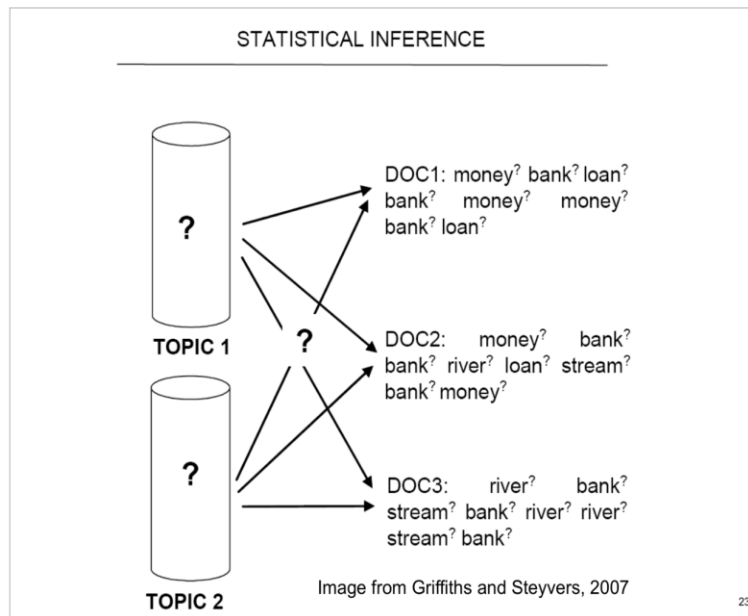 STATISTICAL INFERENCE
?
TOPIC 1
?
TOPIC 2
?
DOC1: money? bank? loan?
bank? money? money?
bank? loan?
DOC2: money? bank?
bank? river? loan? stream?
bank? money?
DOC3: river? bank?
stream? bank? river? river?
stream? bank?
Image from Griffiths and Steyvers, 2007
23